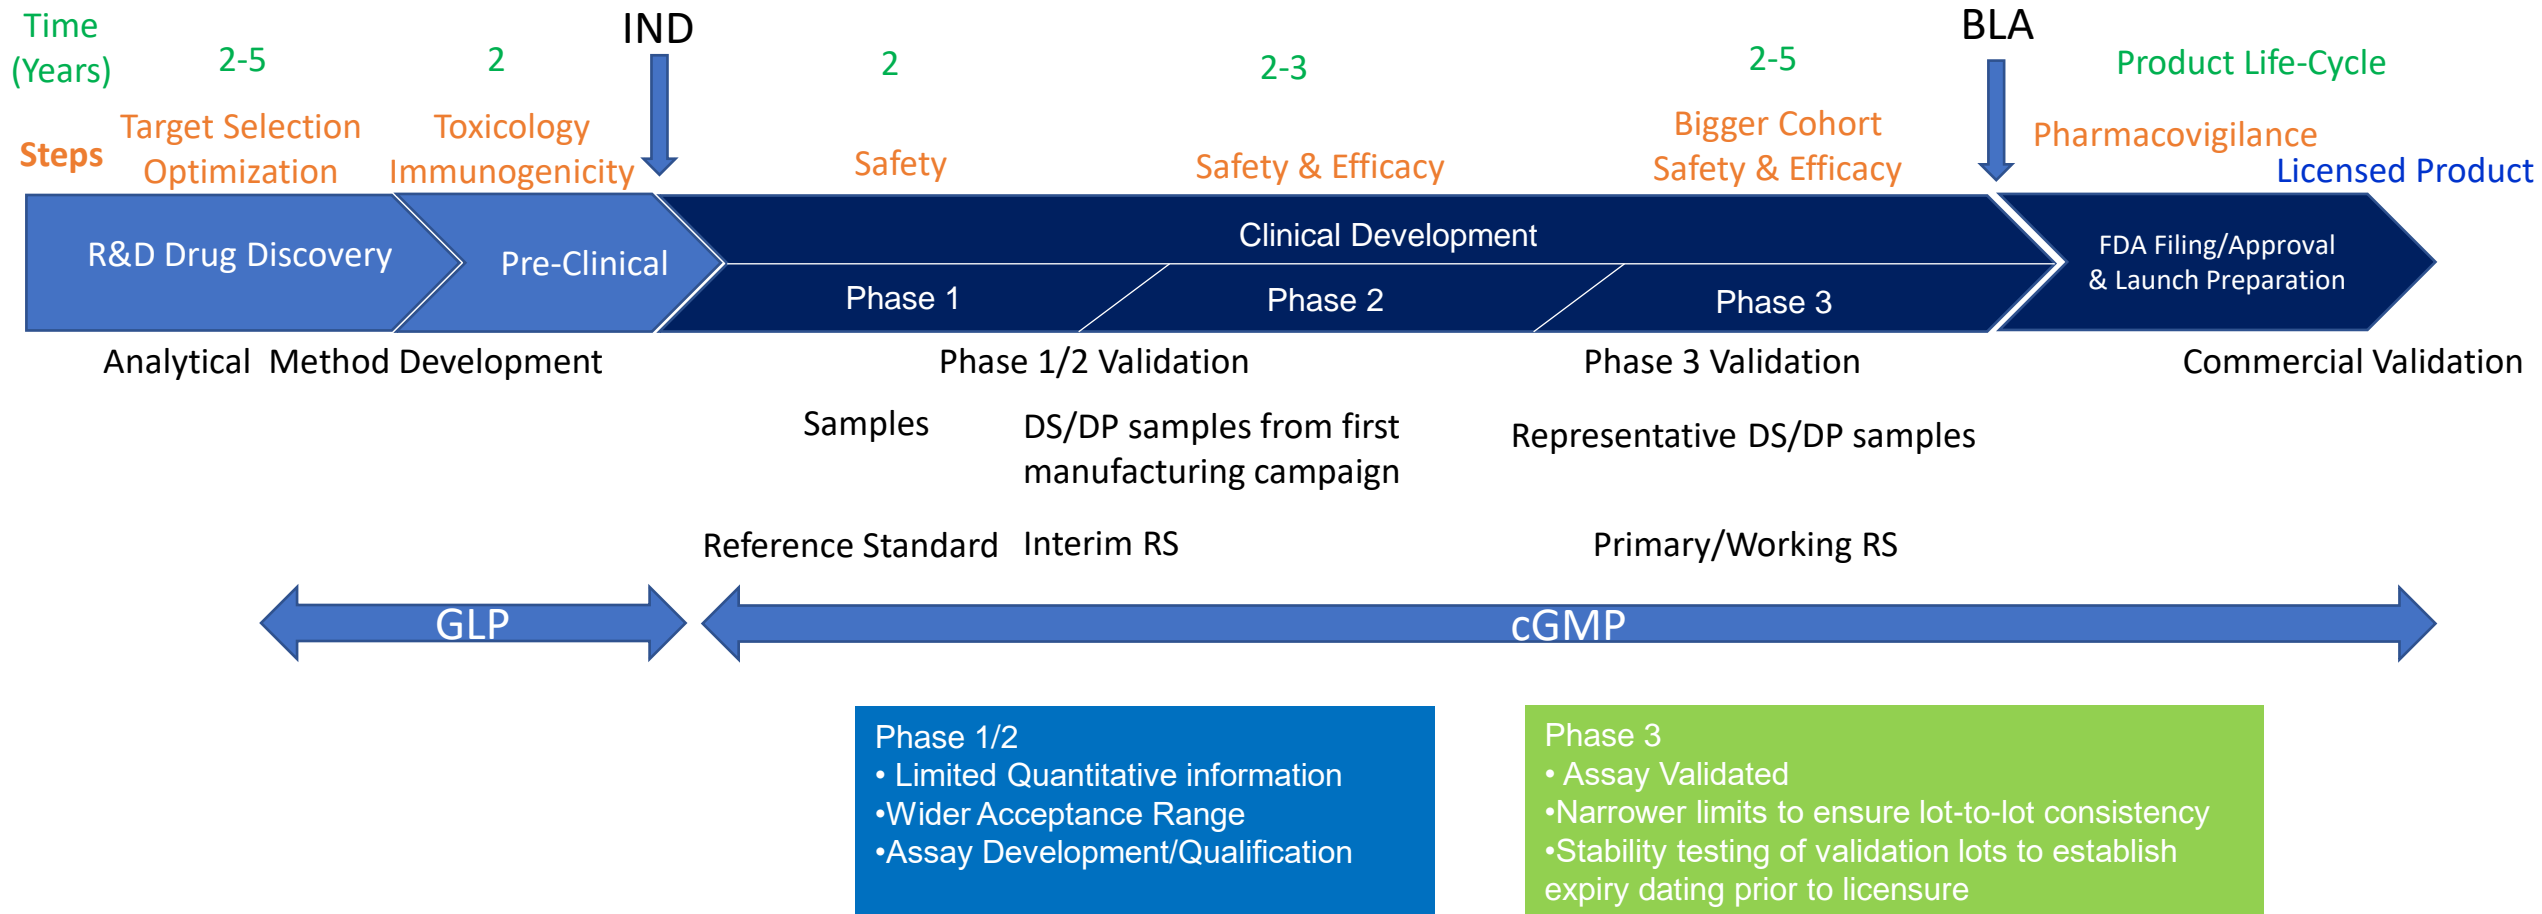 Time
(Years)
2-5
2
IND
2
2-3
2-5
BLA
Product Life-Cycle
Steps
Target Selection
Optimization
Toxicology
Immunogenicity
Safety
Safety & Efficacy
Bigger Cohort
Safety & Efficacy
Pharmacovigilance
Licensed Product
R&D Drug Discovery
Pre-Clinical
Clinical Development
Phase 1
Phase 2
Phase 3
FDA Filing/Approval
& Launch Preparation
Analytical  Method Development
Phase 1/2 Validation
Phase 3 Validation
Commercial Validation
Samples
DS/DP samples from first
manufacturing campaign
Representative DS/DP samples
Reference Standard
Interim RS
Primary/Working RS
GLP
cGMP
Phase 1/2
• Limited Quantitative information
•Wider Acceptance Range
•Assay Development/Qualification
Phase 3
• Assay Validated
•Narrower limits to ensure lot-to-lot consistency
•Stability testing of validation lots to establish
expiry dating prior to licensure